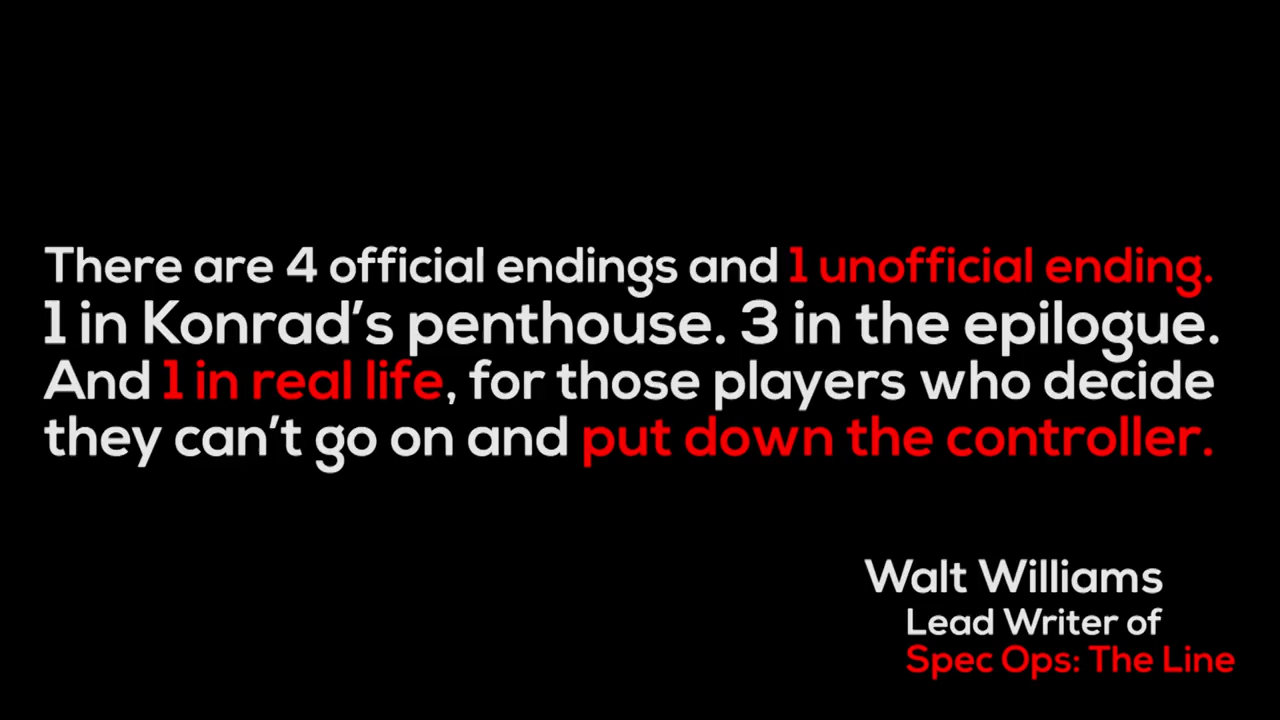 There are 4 official endings and 1 unofficial ending.
1 in Konrad’s penthouse. 3 in the epilogue.
And 1 in real life, for those players who decide
they can’t go on and put down the controller.
Walt Williams
Lead Writer of
Spec Ops: The Line